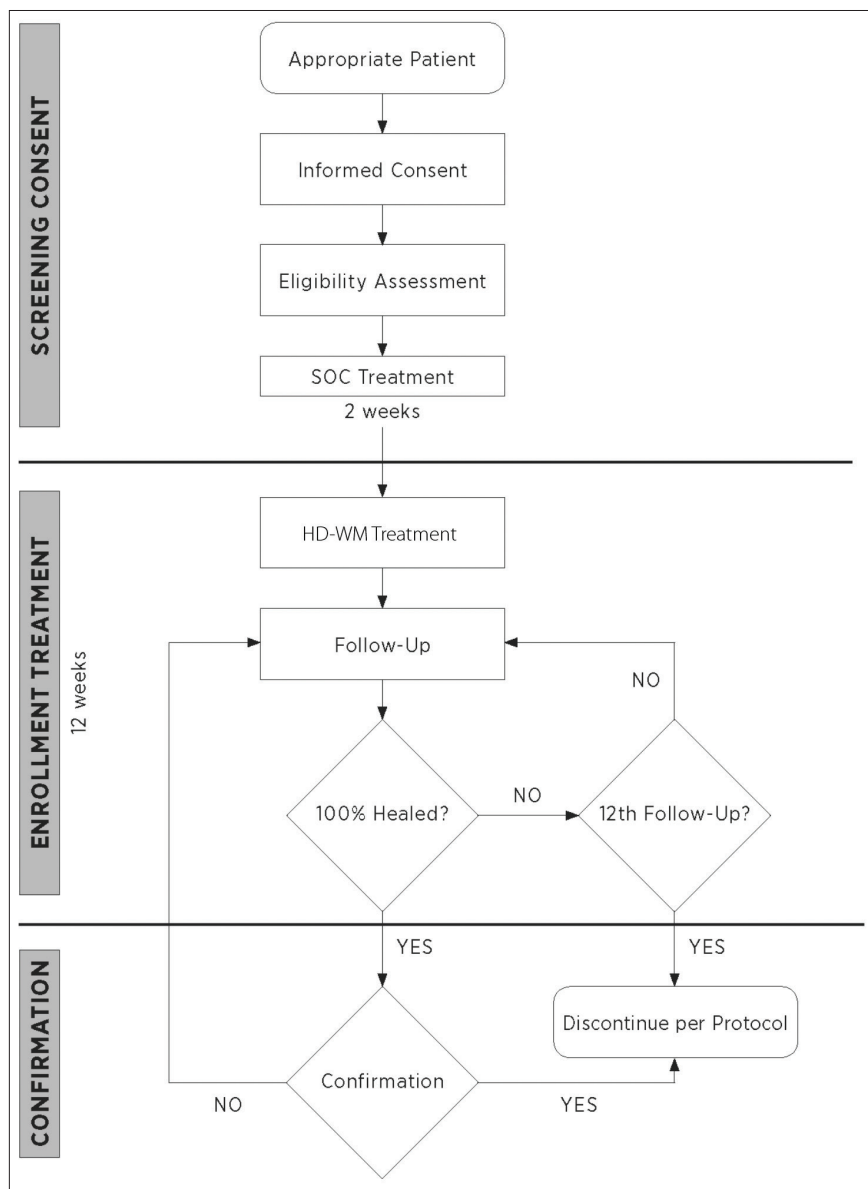 SCREENING CONSENT
Appropriate Patient
Informed Consent
Eligibility Assessment
SOC Treatment
2 weeks
ENROLLMENT TREATMENT
12 weeks
HD-WM Treatment
Follow-Up
NO
100% Healed?
NO
12th Follow-Up?
YES
YES
CONFIRMATION
Discontinue per Protocol
Confirmation
NO
YES